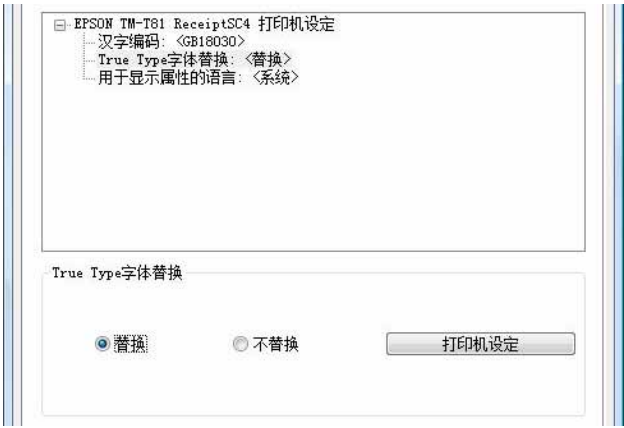 EPSON TM-T81 ReceiptSC4 打印机设定
汉字编码: <GB18030>
True Type字体替换: <替换>
用于显示属性的语言: <系统>
True Type字体替换
替换
不替换
打印机设定